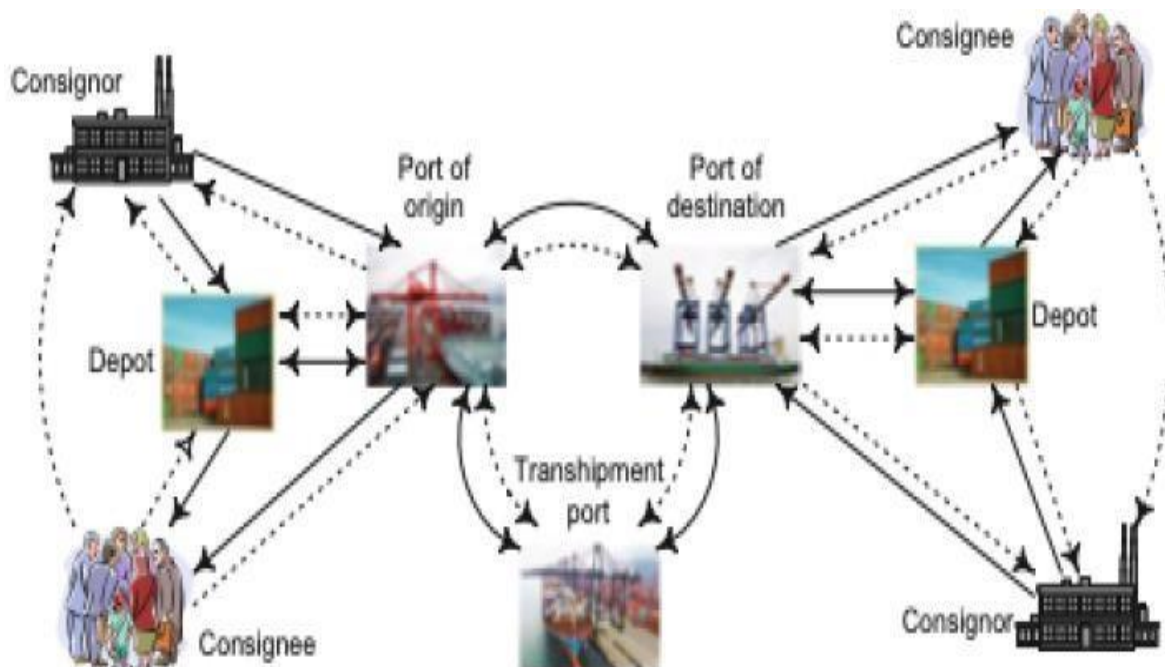 Consignee
Consignor
Port of
origin
Port of
destination
Depot
Depot
Transhipment
port
Consignor
Consignee